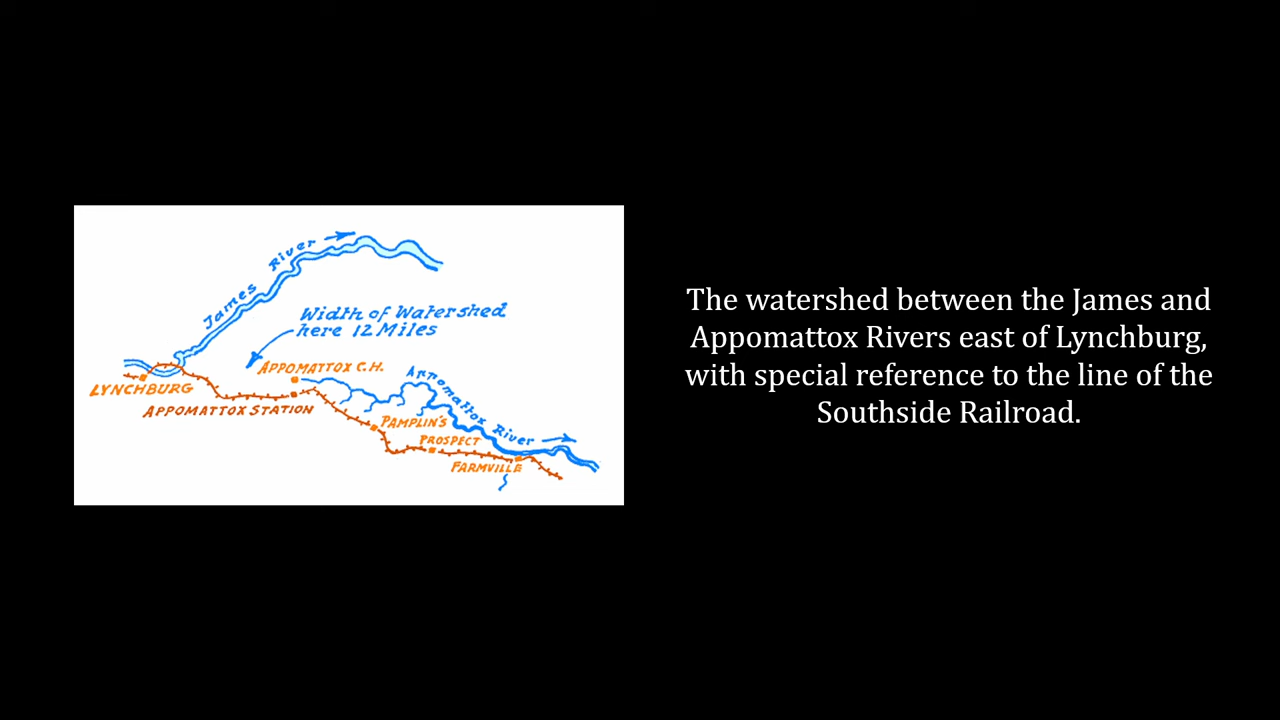 James River
Width of Watershed
here 12 Miles
APPOMATTOX C.H.
LYNCHBURG
APPOMATTOX STATION
Appomattox River
PAMPLIN'S
PROSPECT
FARMVILLE
The watershed between the James and
Appomattox Rivers east of Lynchburg,
with special reference to the line of the
Southside Railroad.